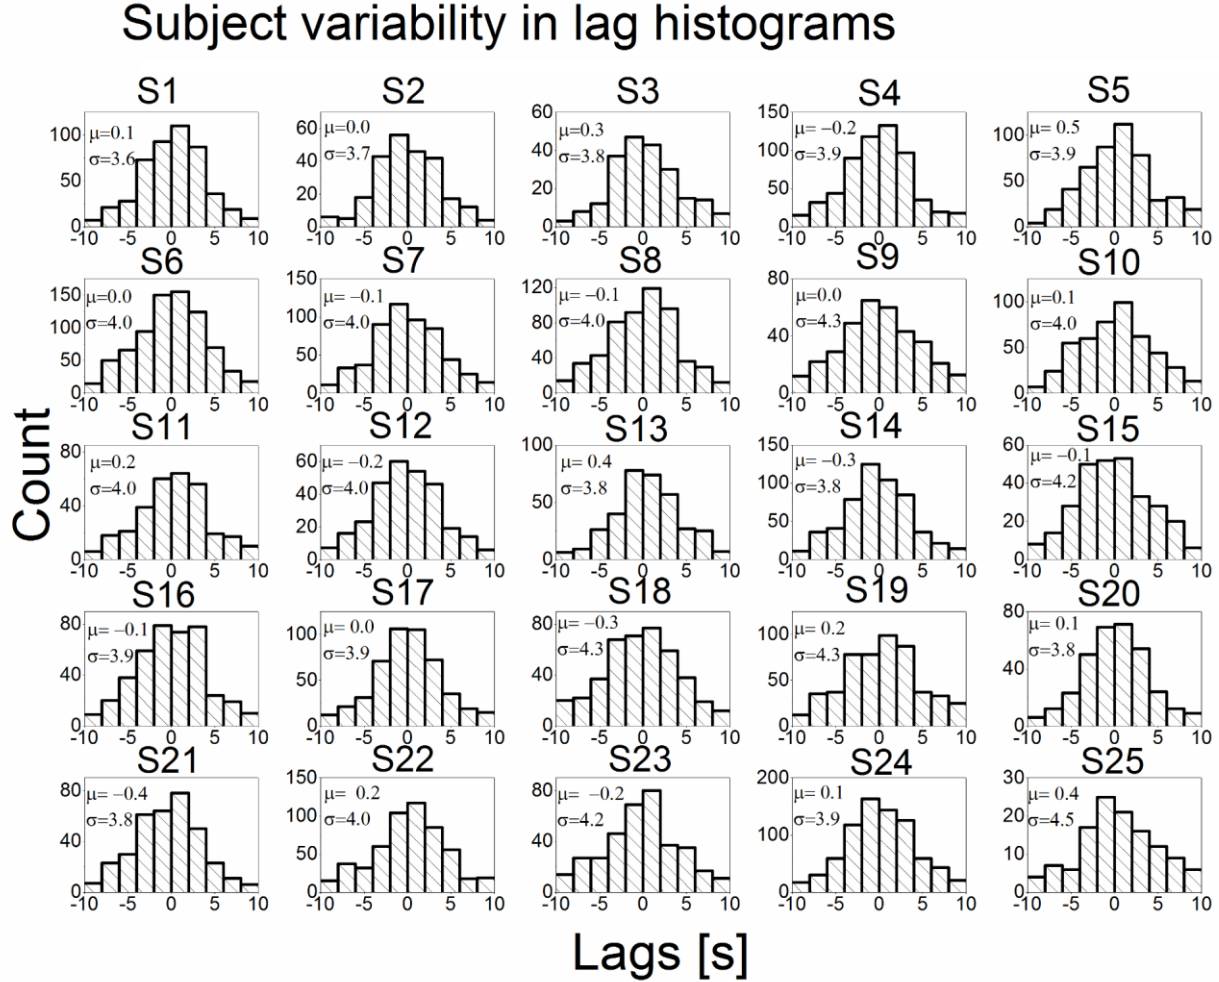 Subject variability in lag histograms
S1 S2 S3 S4 S5
μ=0.1 μ=0.0 μ=0.3 μ= −0.2 μ= 0.5
σ=3.6 σ=3.7 σ=3.8 σ=3.9 σ=3.9
100 50 0
60 40 20 0
60 40 20 0
150 100 50 0
100 50 0
-10 -5 0 5 10 -10 -5 0 5 10 -10 -5 0 5 10 -10 -5 0 5 10 -10 -5 0 5 10
S6 S7 S8 S9 S10
μ=0.0 μ= −0.1 μ= −0.1 μ=0.0 μ=0.1
σ=4.0 σ=4.0 σ=4.0 σ=4.3 σ=4.0
150 100 50 0
150 100 50 0
120 80 40 0
80 40 0
100 50 0
-10 -5 0 5 10 -10 -5 0 5 10 -10 -5 0 5 10 -10 -5 0 5 10 -10 -5 0 5 10
Count
S11 S12 S13 S14 S15
μ=0.2 μ= −0.2 μ= 0.4 μ= −0.3 μ= −0.1
σ=4.0 σ=4.0 σ=3.8 σ=3.8 σ=4.2
80 40 0
60 40 20 0
100 50 0
150 100 50 0
60 40 20 0
-10 -5 0 5 10 -10 -5 0 5 10 -10 -5 0 5 10 -10 -5 0 5 10 -10 -5 0 5 10
S16 S17 S18 S19 S20
μ= −0.1 μ= 0.0 μ= −0.3 μ= 0.2 μ= 0.1
σ=3.9 σ=3.9 σ=4.3 σ=4.3 σ=3.8
80 40 0
100 50 0
80 40 0
100 50 0
80 40 0
-10 -5 0 5 10 -10 -5 0 5 10 -10 -5 0 5 10 -10 -5 0 5 10 -10 -5 0 5 10
S21 S22 S23 S24 S25
μ= −0.4 μ= 0.2 μ= −0.2 μ= 0.1 μ= 0.4
σ=3.8 σ=4.0 σ=4.2 σ=3.9 σ=4.5
80 40 0
150 100 50 0
80 40 0
200 100 0
30 20 10 0
-10 -5 0 5 10 -10 -5 0 5 10 -10 -5 0 5 10 -10 -5 0 5 10 -10 -5 0 5 10
Lags [s]